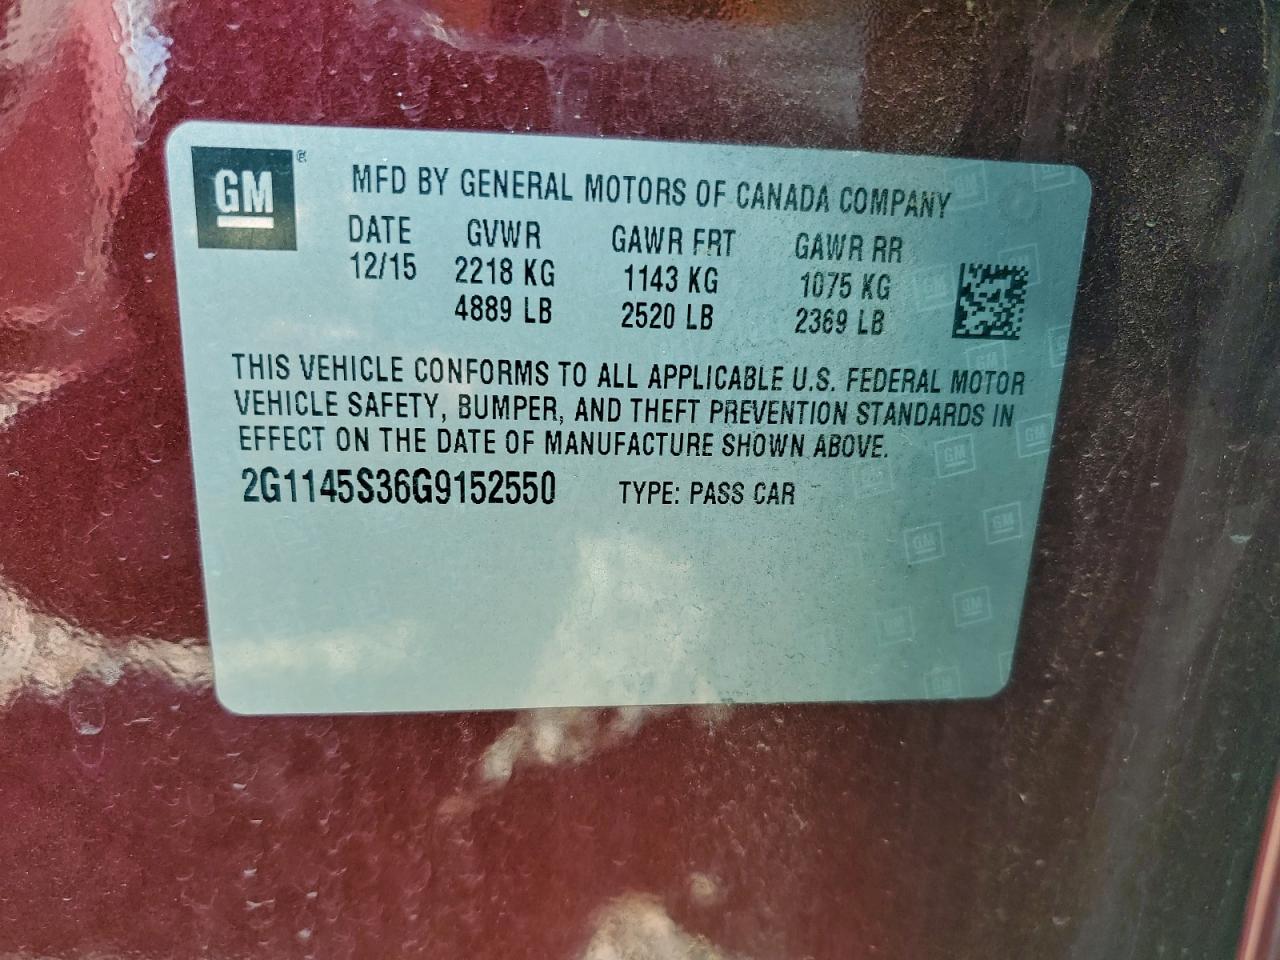 GM ® MFD BY GENERAL MOTORS OF CANADA COMPANY
DATE GVWR GAWR FRT GAWR RR
12/15 2218 KG 1143 KG 1075 KG
4889 LB 2520 LB 2369 LB
THIS VEHICLE CONFORMS TO ALL APPLICABLE U.S. FEDERAL MOTOR
VEHICLE SAFETY, BUMPER, AND THEFT PREVENTION STANDARDS IN
EFFECT ON THE DATE OF MANUFACTURE SHOWN ABOVE.
2G1145S36G9152550 TYPE: PASS CAR